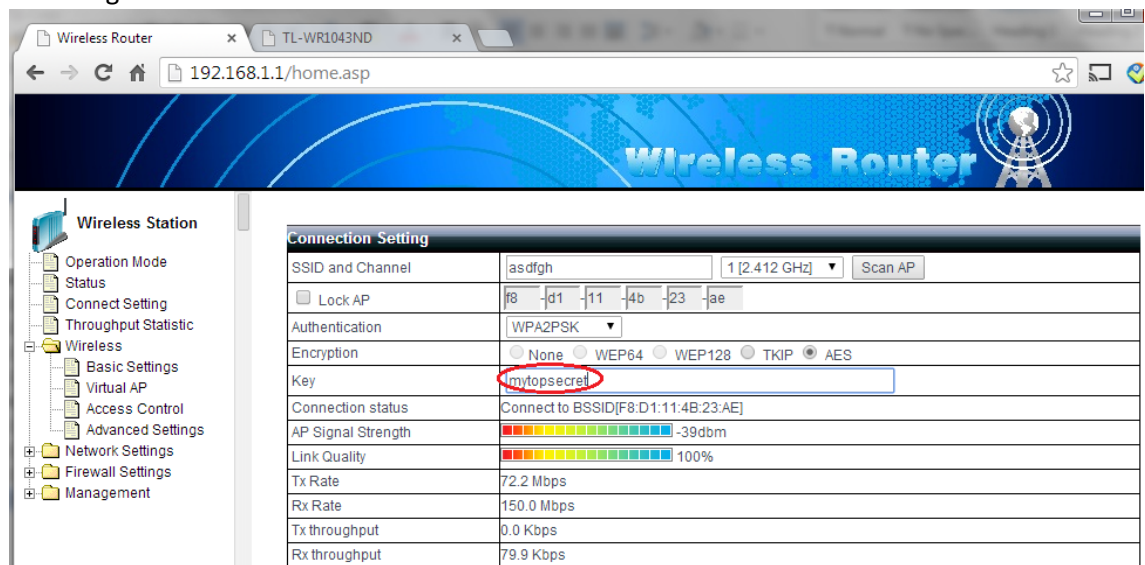 Wireless Router × TL-WR1043ND ×
192.168.1.1/home.asp
Wireless Router
Wireless Station
Operation Mode
Status
Connect Setting
Throughput Statistic
Wireless
Basic Settings
Virtual AP
Access Control
Advanced Settings
Network Settings
Firewall Settings
Management
Connection Setting
SSID and Channel asdfgh 1 [2.412 GHz] Scan AP
Lock AP f8 -d1 -11 -4b -23 -ae
Authentication WPA2PSK
Encryption None WEP64 WEP128 TKIP AES
Key mytopsecret
Connection status Connect to BSSID[F8:D1:11:4B:23:AE]
AP Signal Strength -39dbm
Link Quality 100%
Tx Rate 72.2 Mbps
Rx Rate 150.0 Mbps
Tx throughput 0.0 Kbps
Rx throughput 79.9 Kbps